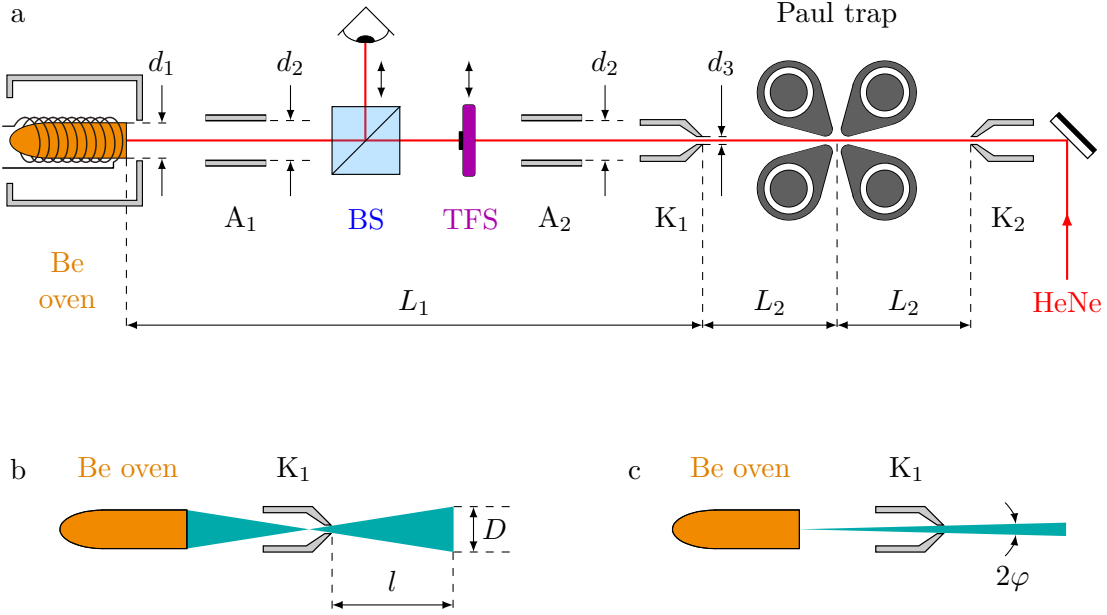 a
Paul trap
d₁
d₂
d₂
d₃
A₁
BS
TFS
A₂
K₁
K₂
Be
oven
L₁
L₂
L₂
HeNe
b
Be oven
K₁
D
l
c
Be oven
K₁
2φ